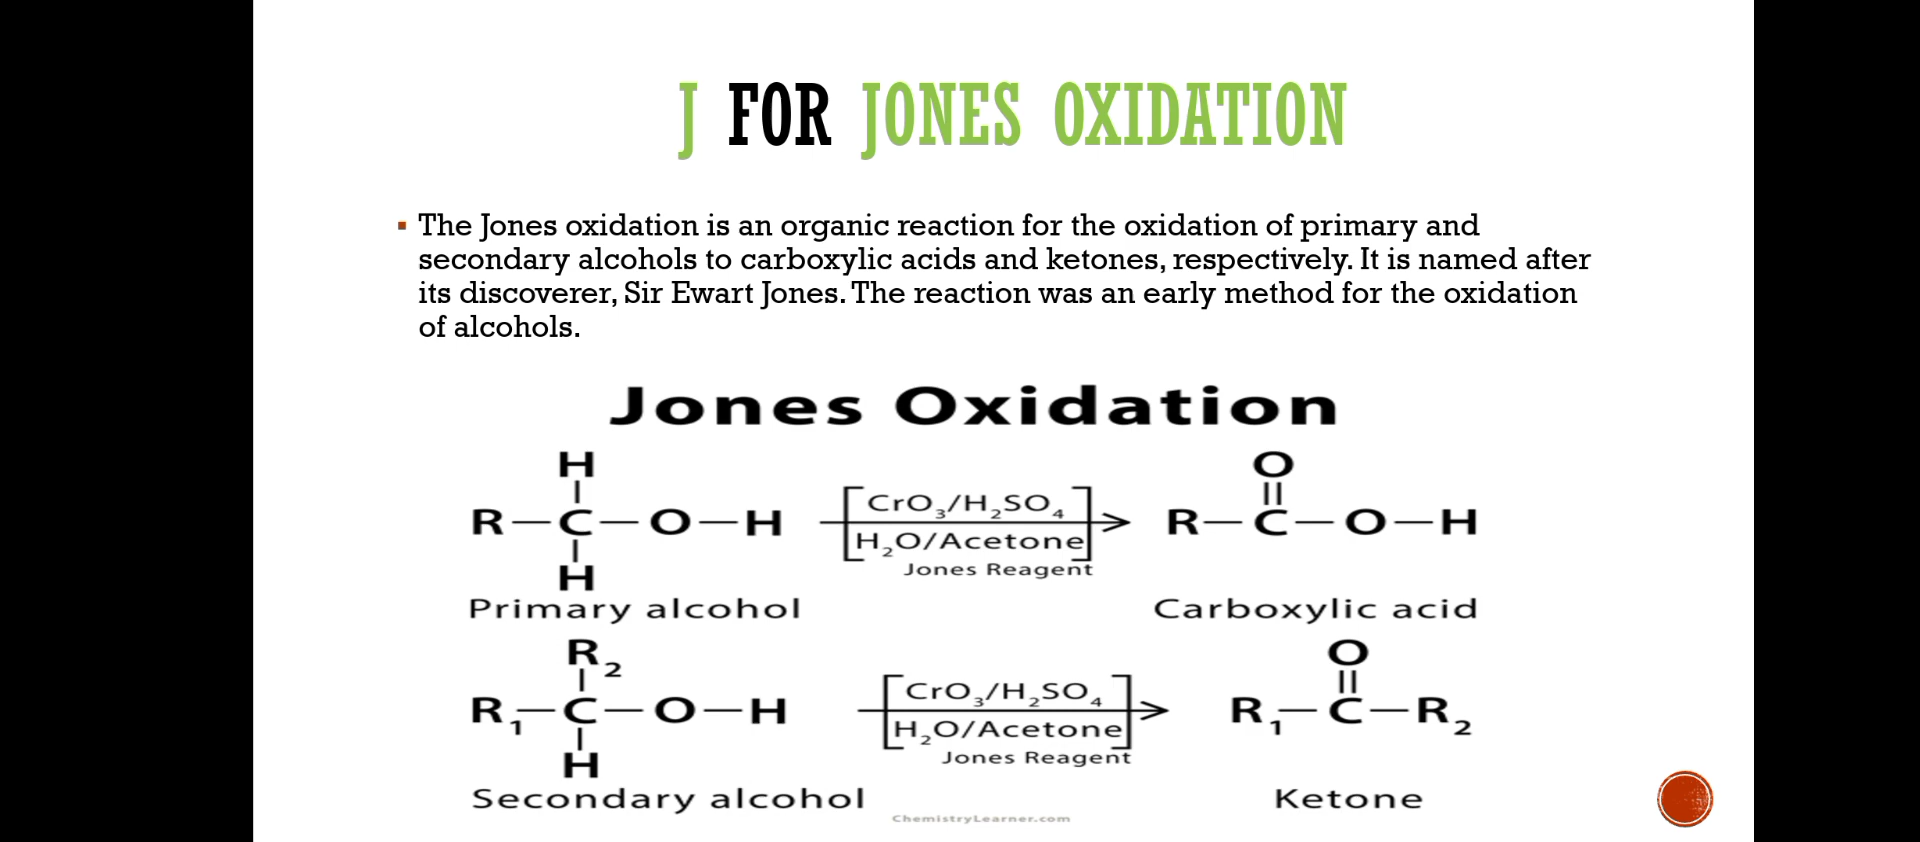 J FOR JONES OXIDATION
▪ The Jones oxidation is an organic reaction for the oxidation of primary and
secondary alcohols to carboxylic acids and ketones, respectively. It is named after
its discoverer, Sir Ewart Jones. The reaction was an early method for the oxidation
of alcohols.
Jones Oxidation
H
R—C—O—H
H
[CrO₃/H₂SO₄]
[H₂O/Acetone]
Jones Reagent
O
R—C—O—H
Primary alcohol
Carboxylic acid
R₂
R₁—C—O—H
H
[CrO₃/H₂SO₄]
[H₂O/Acetone]
Jones Reagent
O
R₁—C—R₂
Secondary alcohol
Ketone
ChemistryLearner.com